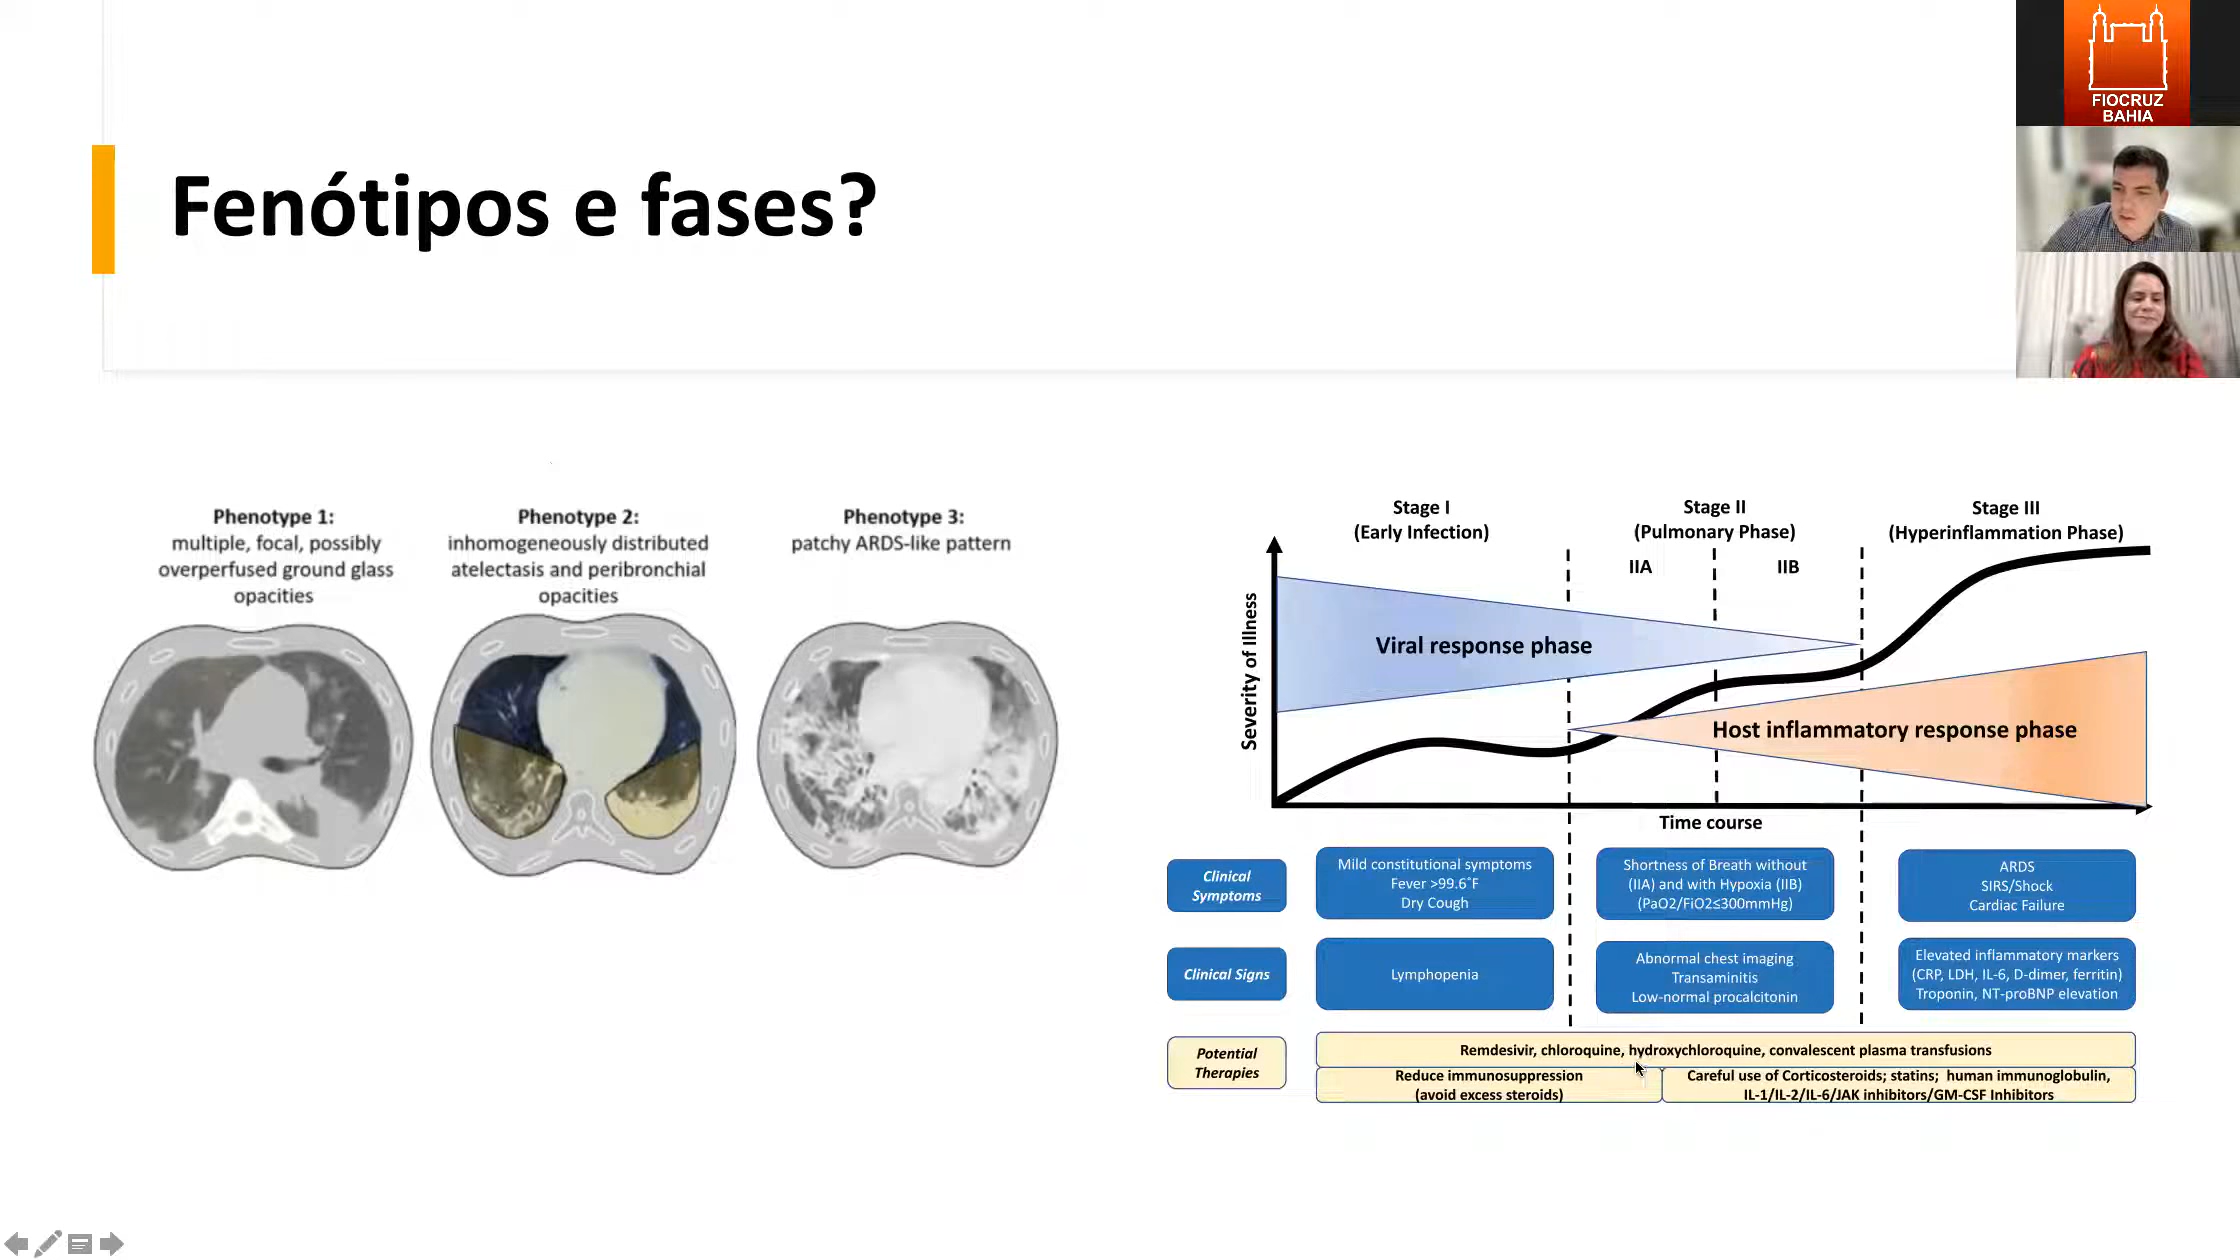 FIOCRUZ
BAHIA
Fenótipos e fases?
Phenotype 1:
multiple, focal, possibly
overperfused ground glass
opacities
Phenotype 2:
inhomogeneously distributed
atelectasis and peribronchial
opacities
Phenotype 3:
patchy ARDS-like pattern
Stage I
(Early Infection)
Stage II
(Pulmonary Phase)
IIA
IIB
Stage III
(Hyperinflammation Phase)
Severity of Illness
Viral response phase
Host inflammatory response phase
Time course
Clinical
Symptoms
Mild constitutional symptoms
Fever >99.6°F
Dry Cough
Shortness of Breath without
(IIA) and with Hypoxia (IIB)
(PaO2/FiO2≤300mmHg)
ARDS
SIRS/Shock
Cardiac Failure
Clinical Signs
Lymphopenia
Abnormal chest imaging
Transaminitis
Low-normal procalcitonin
Elevated inflammatory markers
(CRP, LDH, IL-6, D-dimer, ferritin)
Troponin, NT-proBNP elevation
Potential
Therapies
Remdesivir, chloroquine, hydroxychloroquine, convalescent plasma transfusions
Reduce immunosuppression
(avoid excess steroids)
Careful use of Corticosteroids; statins; human immunoglobulin,
IL-1/IL-2/IL-6/JAK inhibitors/GM-CSF Inhibitors